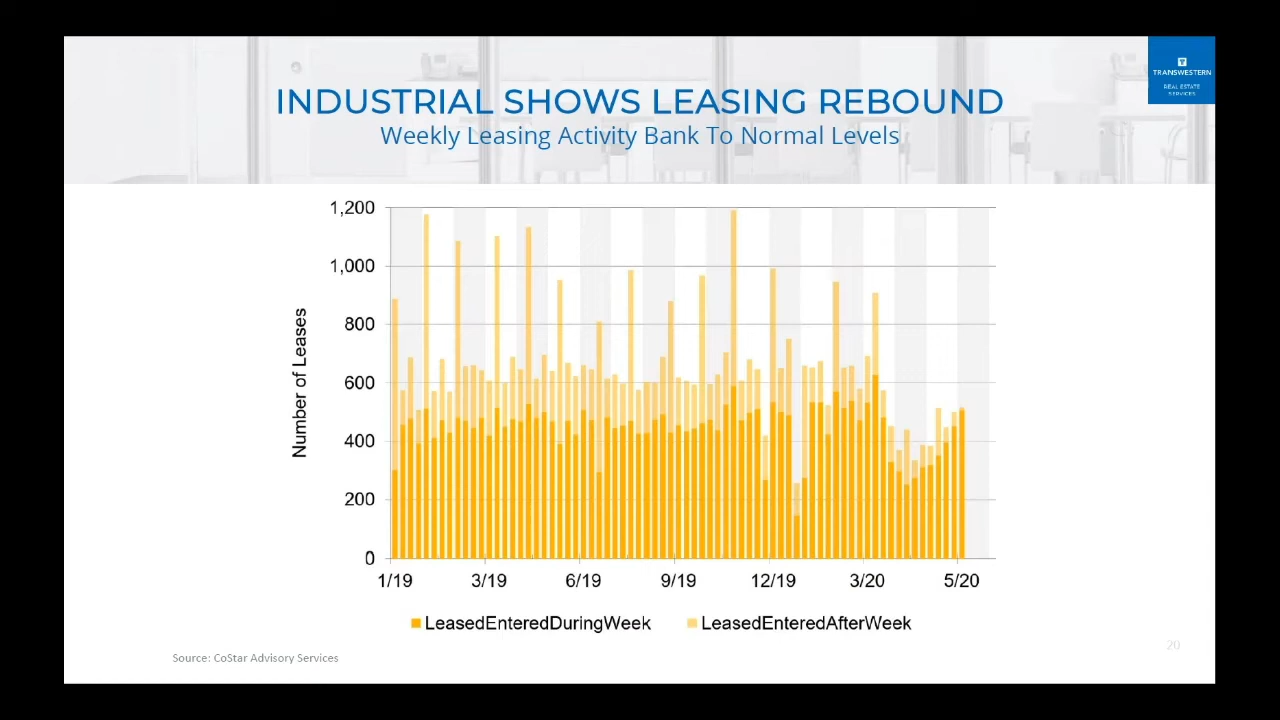 TRANSWESTERN
REAL ESTATE
SERVICES
INDUSTRIAL SHOWS LEASING REBOUND
Weekly Leasing Activity Bank To Normal Levels
1,200
1,000
800
600
400
200
0
Number of Leases
1/19 3/19 6/19 9/19 12/19 3/20 5/20
LeasedEnteredDuringWeek LeasedEnteredAfterWeek
Source: CoStar Advisory Services
20